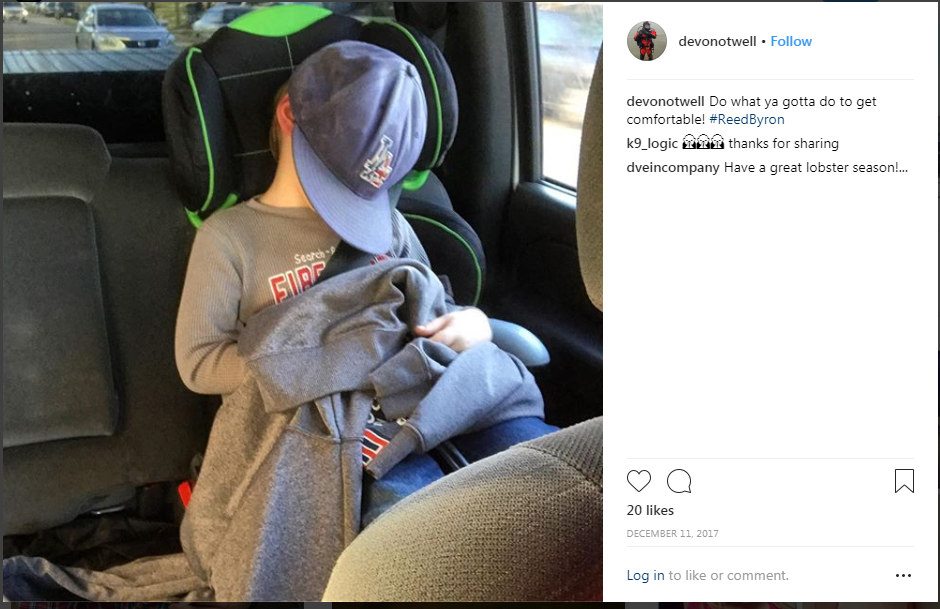 Search -
FIRE
A
devonotwell • Follow
devonotwell Do what ya gotta do to get
comfortable! #ReedByron
k9_logic thanks for sharing
dveincompany Have a great lobster season!...
20 likes
DECEMBER 11, 2017
Log in to like or comment.